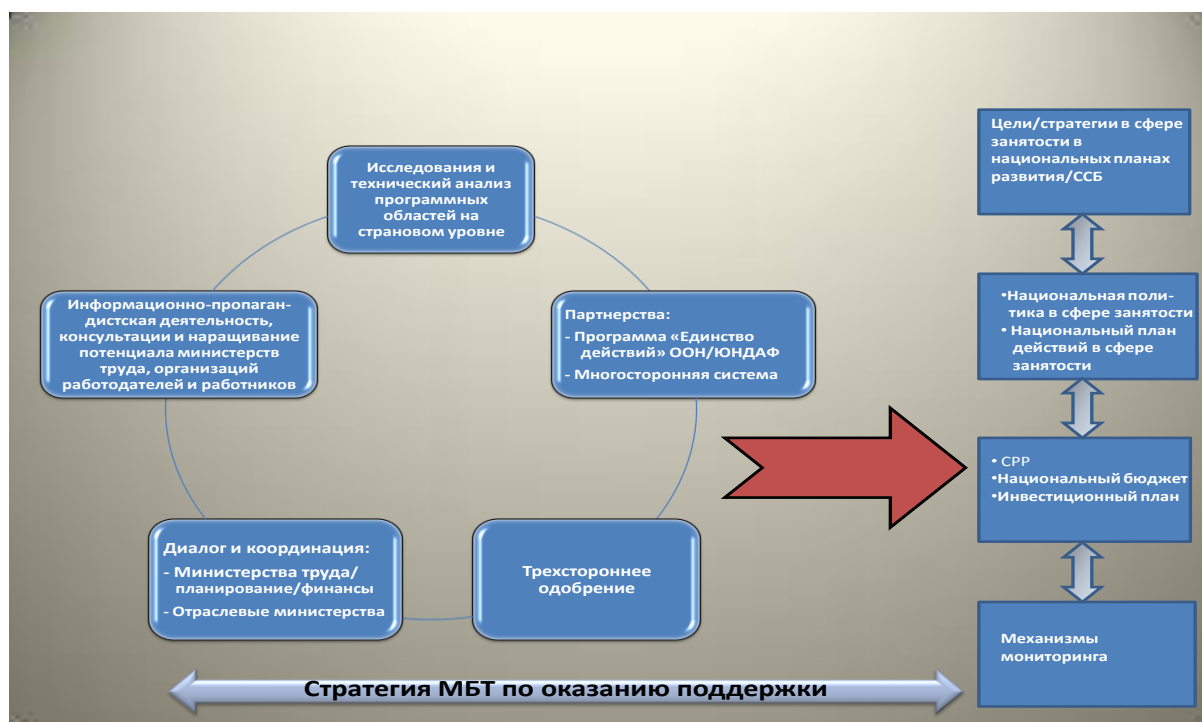 Исследования и
технический анализ
программных
областей на
страновом уровне
Информационно-пропаган-
дистская деятельность,
консультации и наращивание
потенциала министерств
труда, организаций
работодателей и работников
Партнерства:
- Программа «Единство
действий» ООН/ЮНДАФ
- Многосторонняя система
Диалог и координация:
- Министерства труда/
планирование/финансы
- Отраслевые министерства
Трехстороннее
одобрение
Стратегия МБТ по оказанию поддержки
Цели/стратегии в сфере
занятости в
национальных планах
развития/ССБ
•Национальная поли-
тика в сфере занятости
• Национальный план
действий в сфере
занятости
• СРР
•Национальный бюджет
•Инвестиционный план
Механизмы
мониторинга